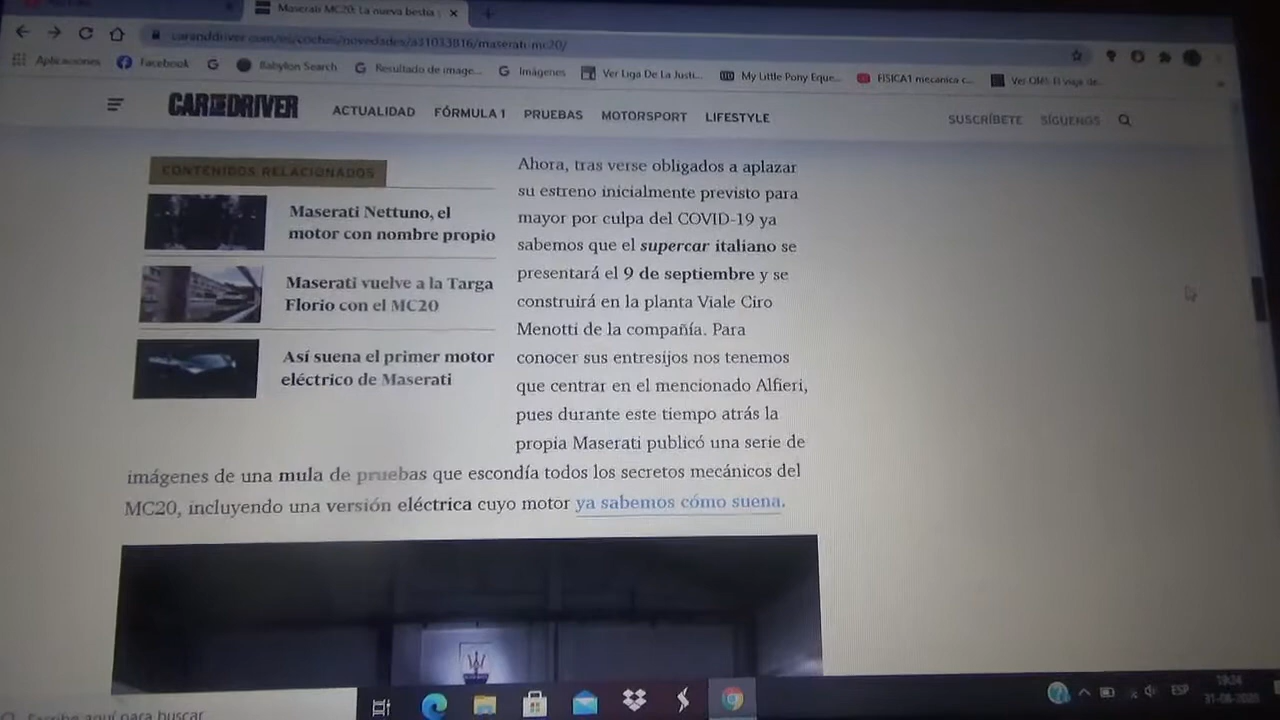 Maserati MC20: La nueva bestia
caranddriver.com/es/coches/novedades/a31033816/maserati-mc20/
Aplicaciones
Facebook
Babylon Search
Resultado de image...
Imágenes
Ver Liga De La Justi...
My Little Pony Eque...
FISICA1 mecanica c...
CAR AND DRIVER
ACTUALIDAD
FÓRMULA 1
PRUEBAS
MOTORSPORT
LIFESTYLE
SUSCRÍBETE
SÍGUENOS
CONTENIDOS RELACIONADOS
Maserati Nettuno, el
motor con nombre propio
Maserati vuelve a la Targa
Florio con el MC20
Así suena el primer motor
eléctrico de Maserati
Ahora, tras verse obligados a aplazar
su estreno inicialmente previsto para
mayor por culpa del COVID-19 ya
sabemos que el supercar italiano se
presentará el 9 de septiembre y se
construirá en la planta Viale Ciro
Menotti de la compañía. Para
conocer sus entresijos nos tenemos
que centrar en el mencionado Alfieri,
pues durante este tiempo atrás la
propia Maserati publicó una serie de
imágenes de una mula de pruebas que escondía todos los secretos mecánicos del
MC20, incluyendo una versión eléctrica cuyo motor ya sabemos cómo suena.
Escribe aquí para buscar
ESP
31-08-2020